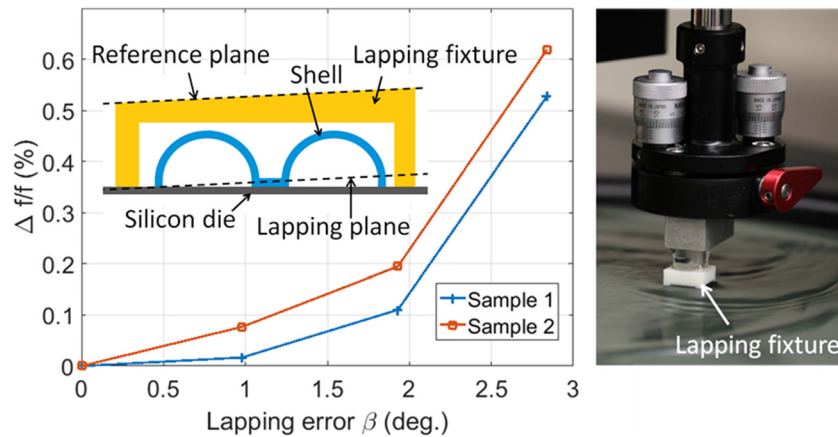 0.6
0.5
0.4
0.3
0.2
0.1
0
Δ f/f (%)
Reference plane
Lapping fixture
Shell
Silicon die
Lapping plane
Sample 1
Sample 2
0 0.5 1 1.5 2 2.5 3
Lapping error β (deg.)
Lapping fixture